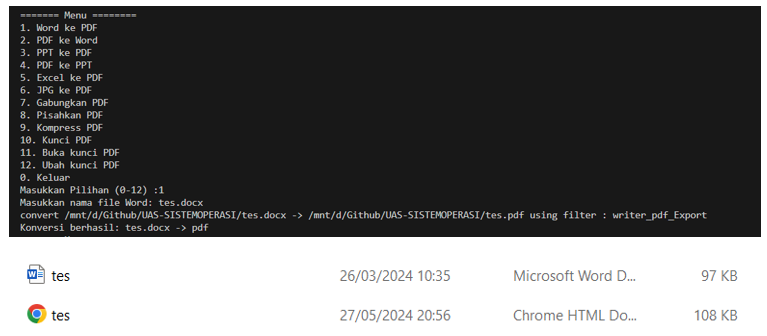 ======= Menu ========
1. Word ke PDF
2. PDF ke Word
3. PPT ke PDF
4. PDF ke PPT
5. Excel ke PDF
6. JPG ke PDF
7. Gabungkan PDF
8. Pisahkan PDF
9. Kompress PDF
10. Kunci PDF
11. Buka kunci PDF
12. Ubah kunci PDF
0. Keluar
Masukkan Pilihan (0-12) :1
Masukkan nama file Word: tes.docx
convert /mnt/d/Github/UAS-SISTEMOPERASI/tes.docx -> /mnt/d/Github/UAS-SISTEMOPERASI/tes.pdf using filter : writer_pdf_Export
Konversi berhasil: tes.docx -> pdf
tes 26/03/2024 10:35 Microsoft Word D... 97 KB
tes 27/05/2024 20:56 Chrome HTML Do... 108 KB